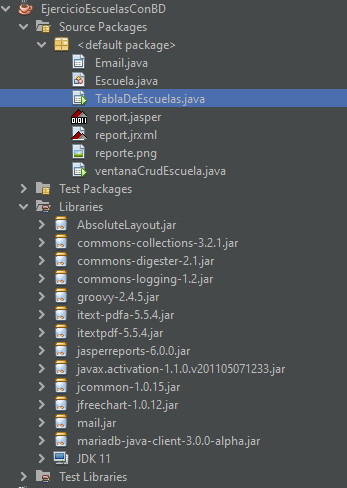 EjercicioEscuelasConBD
Source Packages
<default package>
Email.java
Escuela.java
TablaDeEscuelas.java
report.jasper
report.jrxml
reporte.png
ventanaCrudEscuela.java
Test Packages
Libraries
AbsoluteLayout.jar
commons-collections-3.2.1.jar
commons-digester-2.1.jar
commons-logging-1.2.jar
groovy-2.4.5.jar
itext-pdfa-5.5.4.jar
itextpdf-5.5.4.jar
jasperreports-6.0.0.jar
javax.activation-1.1.0.v201105071233.jar
jcommon-1.0.15.jar
jfreechart-1.0.12.jar
mail.jar
mariadb-java-client-3.0.0-alpha.jar
JDK 11
Test Libraries